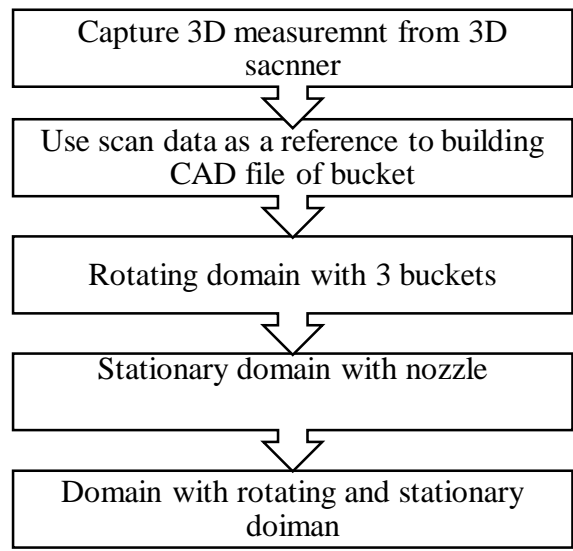 Capture 3D measuremnt from 3D
sacnner
Use scan data as a reference to building
CAD file of bucket
Rotating domain with 3 buckets
Stationary domain with nozzle
Domain with rotating and stationary
doiman